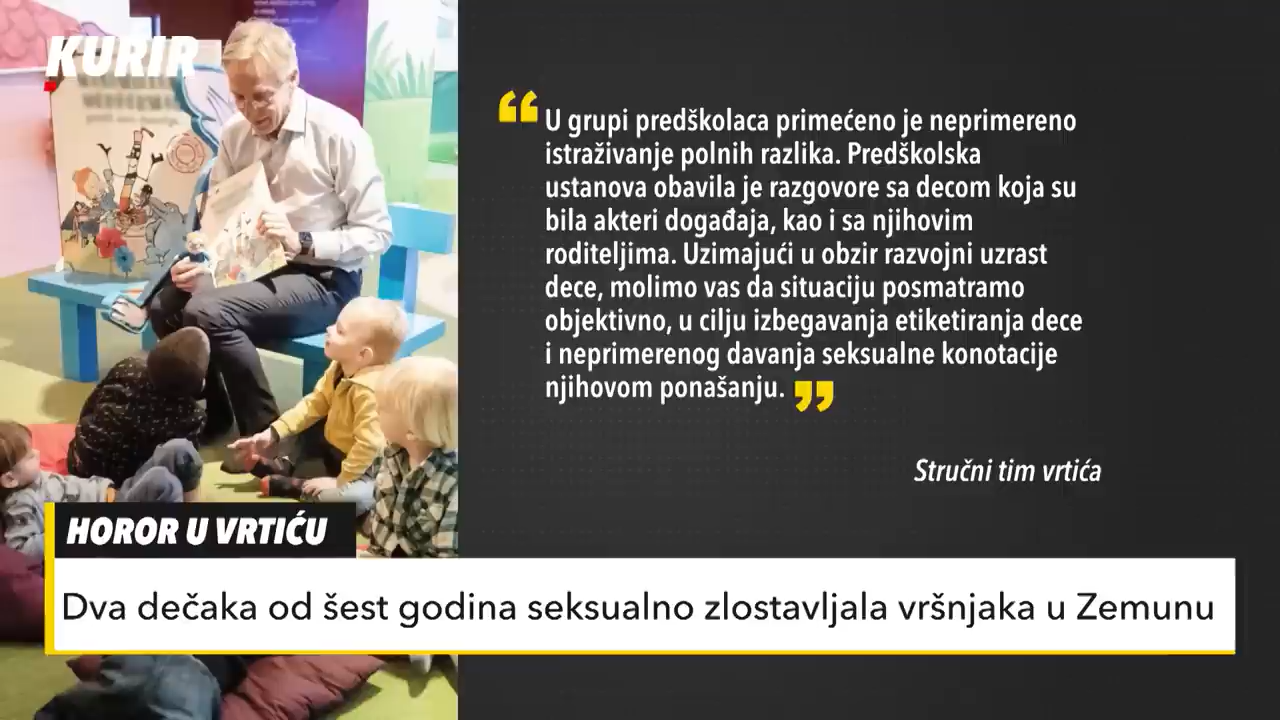 KURIR
U grupi predškolaca primećeno je neprimereno
istraživanje polnih razlika. Predškolska
ustanova obavila je razgovore sa decom koja su
bila akteri događaja, kao i sa njihovim
roditeljima. Uzimajući u obzir razvojni uzrast
dece, molimo vas da situaciju posmatramo
objektivno, u cilju izbegavanja etiketiranja dece
i neprimerenog davanja seksualne konotacije
njihovom ponašanju.
Stručni tim vrtića
HOROR U VRTIĆU
Dva dečaka od šest godina seksualno zlostavljala vršnjaka u Zemunu